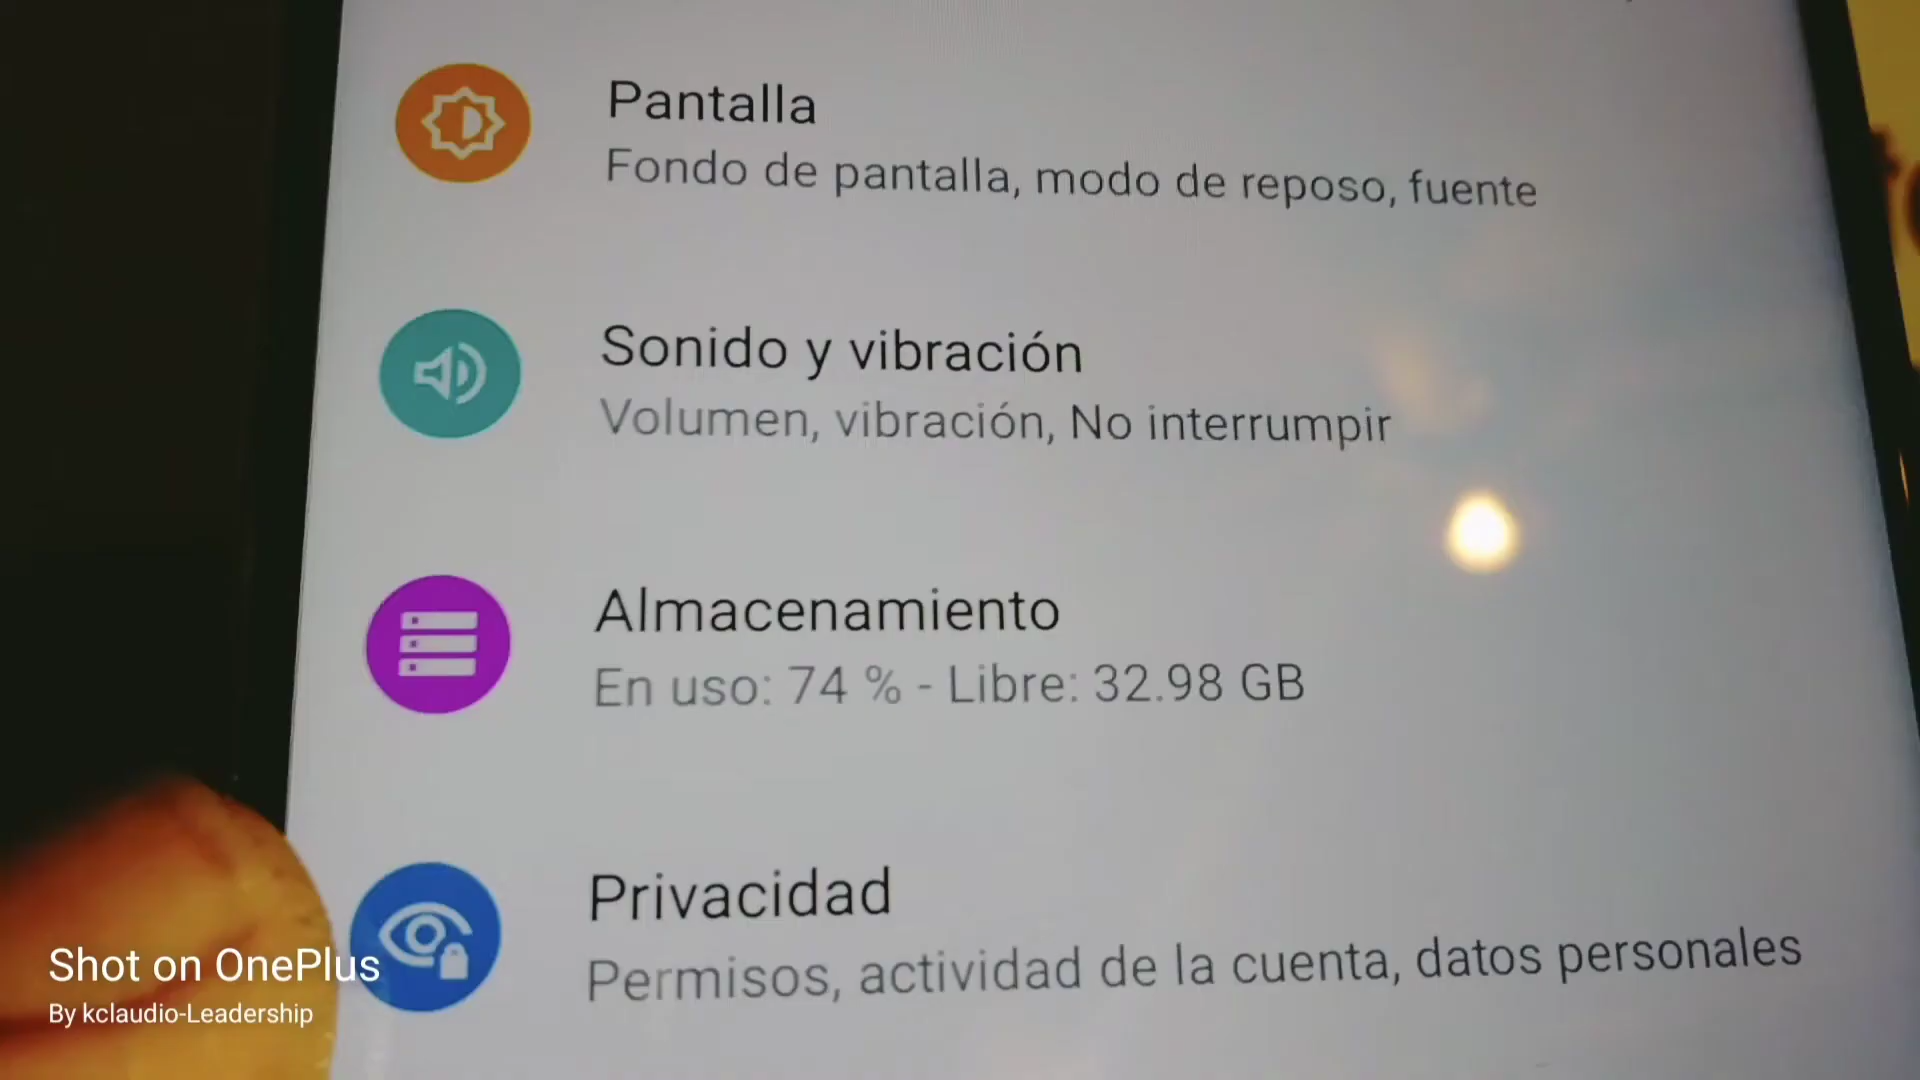 Pantalla
Fondo de pantalla, modo de reposo, fuente
Sonido y vibración
Volumen, vibración, No interrumpir
Almacenamiento
En uso: 74 % - Libre: 32.98 GB
Privacidad
Permisos, actividad de la cuenta, datos personales
Shot on OnePlus
By kclaudio-Leadership